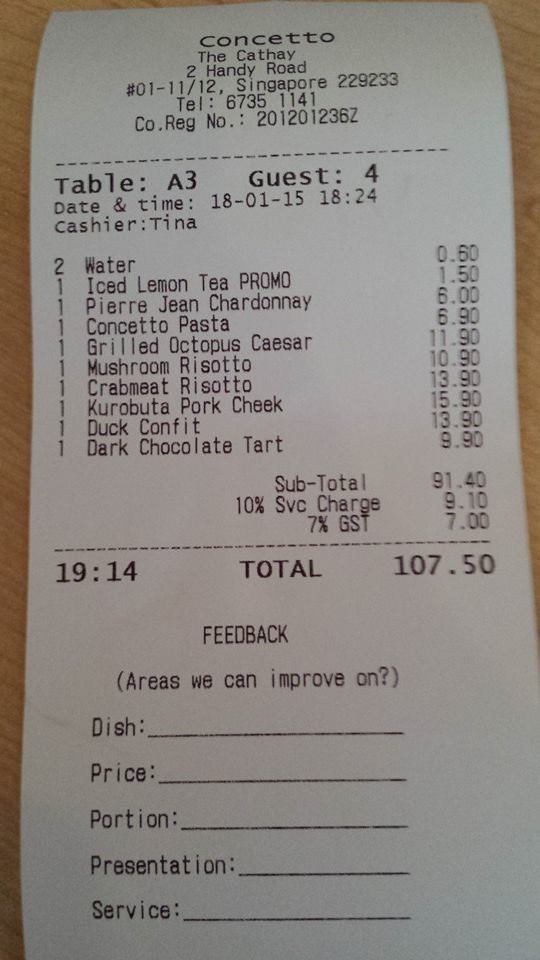 Concetto
The Cathay
2 Handy Road
#01-11/12, Singapore 229233
Tel: 6735 1141
Co.Reg No.: 201201236Z
Table: A3 Guest: 4
Date & time: 18-01-15 18:24
Cashier:Tina
2 Water 0.60
1 Iced Lemon Tea PROMO 1.50
1 Pierre Jean Chardonnay 6.00
1 Concetto Pasta 6.90
1 Grilled Octopus Caesar 11.90
1 Mushroom Risotto 10.90
1 Crabmeat Risotto 13.90
1 Kurobuta Pork Cheek 15.90
1 Duck Confit 13.90
1 Dark Chocolate Tart 9.90
Sub-Total 91.40
10% Svc Charge 9.10
7% GST 7.00
19:14 TOTAL 107.50
FEEDBACK
(Areas we can improve on?)
Dish:
Price:
Portion:
Presentation:
Service: